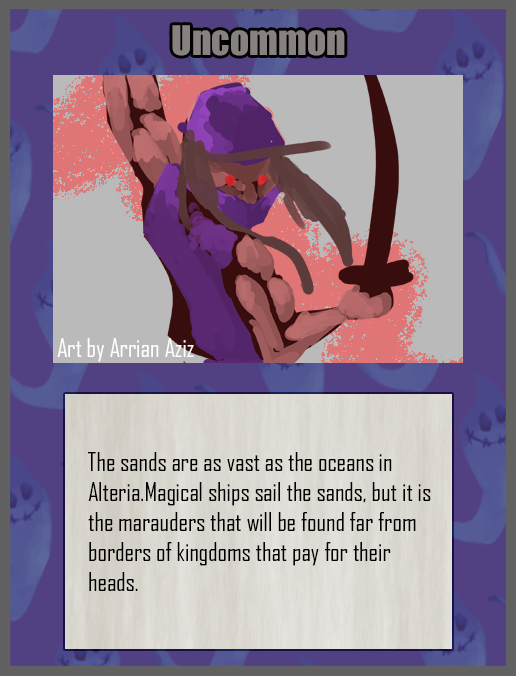 Uncommon
Art by Arrian Aziz
The sands are as vast as the oceans in
Alteria.Magical ships sail the sands, but it is
the marauders that will be found far from
borders of kingdoms that pay for their
heads.